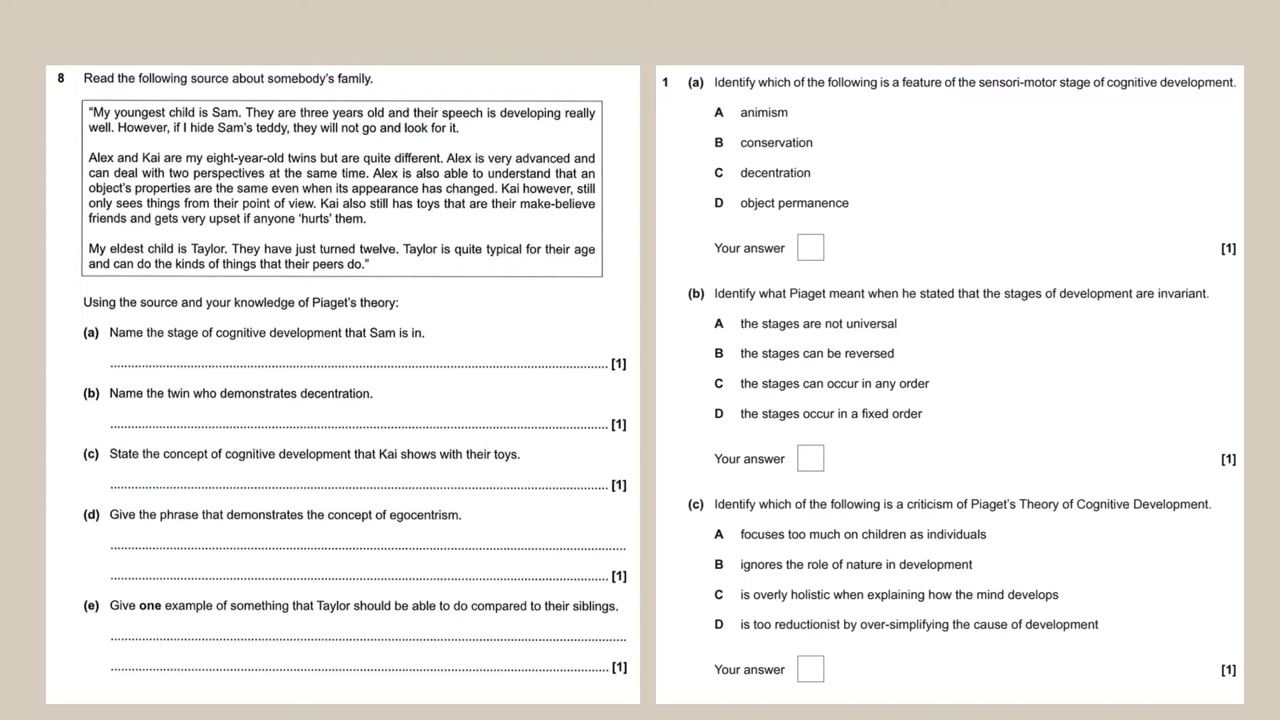 8 Read the following source about somebody's family.
"My youngest child is Sam. They are three years old and their speech is developing really
well. However, if I hide Sam's teddy, they will not go and look for it.
Alex and Kai are my eight-year-old twins but are quite different. Alex is very advanced and
can deal with two perspectives at the same time. Alex is also able to understand that an
object's properties are the same even when its appearance has changed. Kai however, still
only sees things from their point of view. Kai also still has toys that are their make-believe
friends and gets very upset if anyone 'hurts' them.
My eldest child is Taylor. They have just turned twelve. Taylor is quite typical for their age
and can do the kinds of things that their peers do."
Using the source and your knowledge of Piaget's theory:
(a) Name the stage of cognitive development that Sam is in.
[1]
(b) Name the twin who demonstrates decentration.
[1]
(c) State the concept of cognitive development that Kai shows with their toys.
[1]
(d) Give the phrase that demonstrates the concept of egocentrism.
[1]
(e) Give one example of something that Taylor should be able to do compared to their siblings.
[1]
1 (a) Identify which of the following is a feature of the sensori-motor stage of cognitive development.
A animism
B conservation
C decentration
D object permanence
Your answer [1]
(b) Identify what Piaget meant when he stated that the stages of development are invariant.
A the stages are not universal
B the stages can be reversed
C the stages can occur in any order
D the stages occur in a fixed order
Your answer [1]
(c) Identify which of the following is a criticism of Piaget's Theory of Cognitive Development.
A focuses too much on children as individuals
B ignores the role of nature in development
C is overly holistic when explaining how the mind develops
D is too reductionist by over-simplifying the cause of development
Your answer [1]